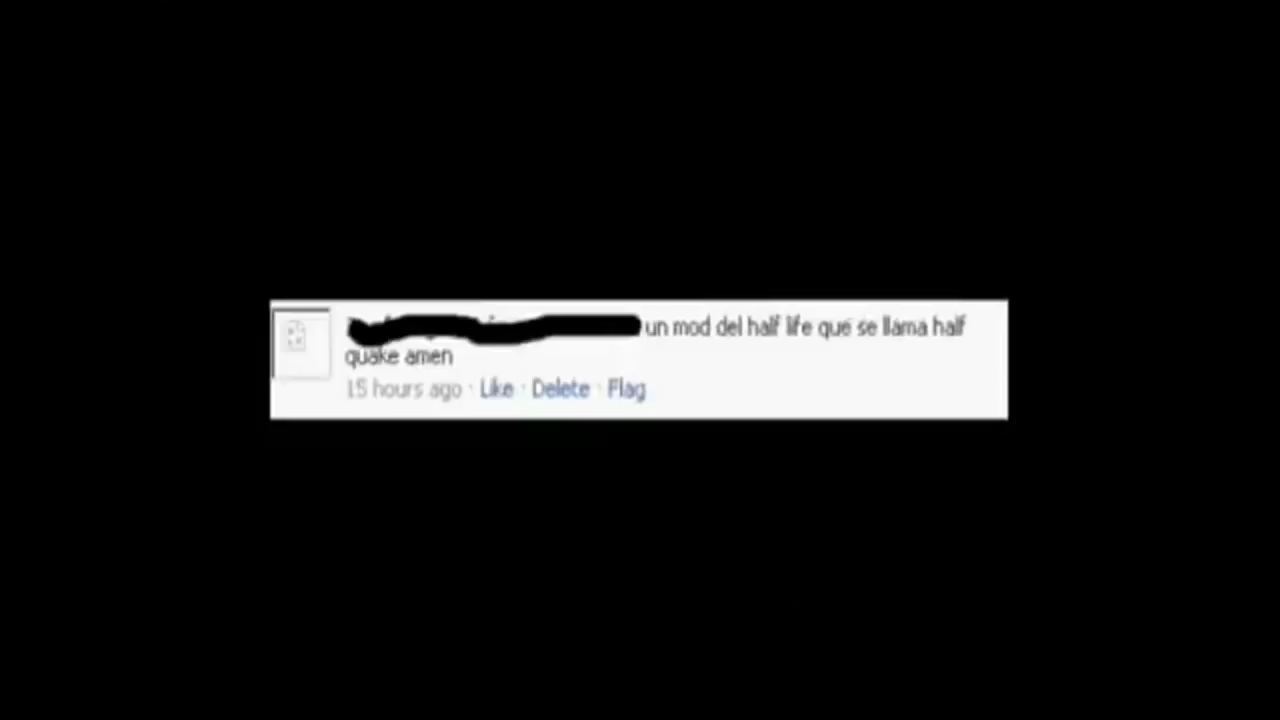 un mod del half life que se llama half
quake amen
15 hours ago · Like · Delete · Flag